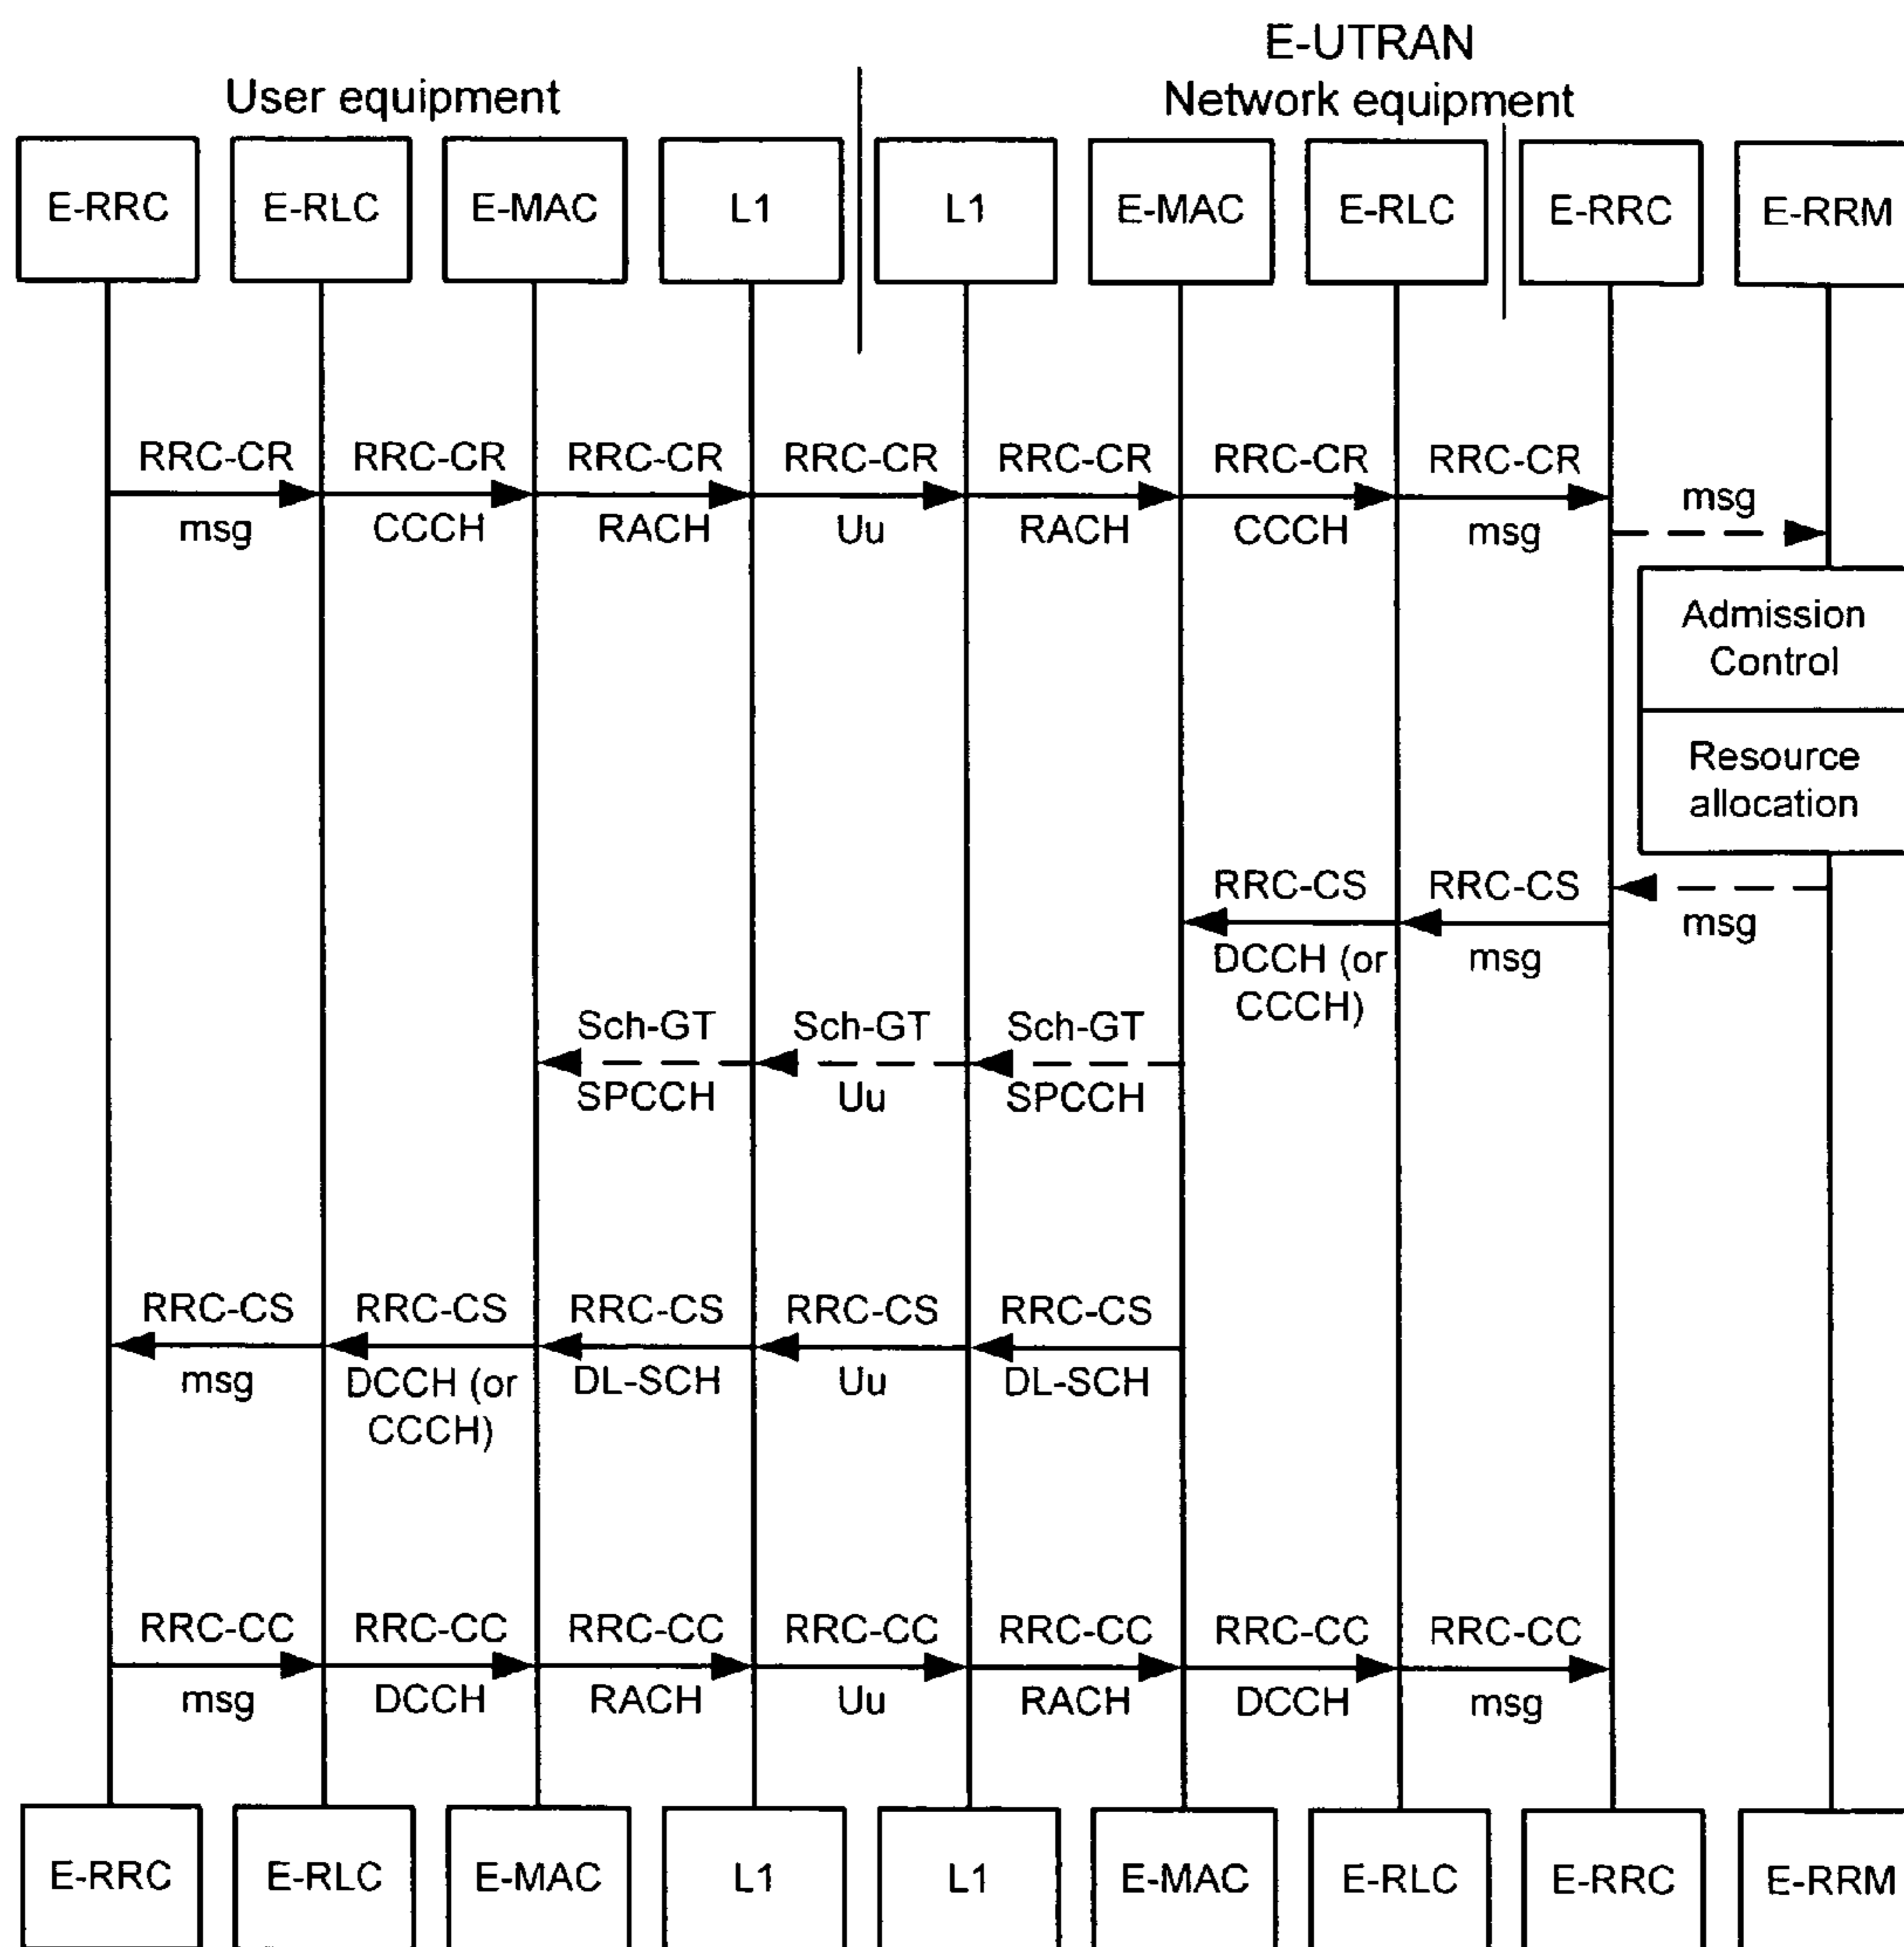 E-UTRAN
User equipment
Network equipment
E-RRC
E-RLC
E-MAC
L1
L1
E-MAC
E-RLC
E-RRC
E-RRM
RRC-CR
RRC-CR
RRC-CR
RRC-CR
RRC-CR
RRC-CR
RRC-CR
msg
msg
CCCH
RACH
Uu
RACH
CCCH
msg
Admission
Control
Resource
allocation
RRC-CS
RRC-CS
msg
DCCH (or
CCCH)
msg
Sch-GT
Sch-GT
Sch-GT
SPCCH
Uu
SPCCH
RRC-CS
RRC-CS
RRC-CS
RRC-CS
RRC-CS
msg
DCCH (or
CCCH)
DL-SCH
Uu
DL-SCH
RRC-CC
RRC-CC
RRC-CC
RRC-CC
RRC-CC
RRC-CC
RRC-CC
msg
DCCH
RACH
Uu
RACH
DCCH
msg
E-RRC
E-RLC
E-MAC
L1
L1
E-MAC
E-RLC
E-RRC
E-RRM